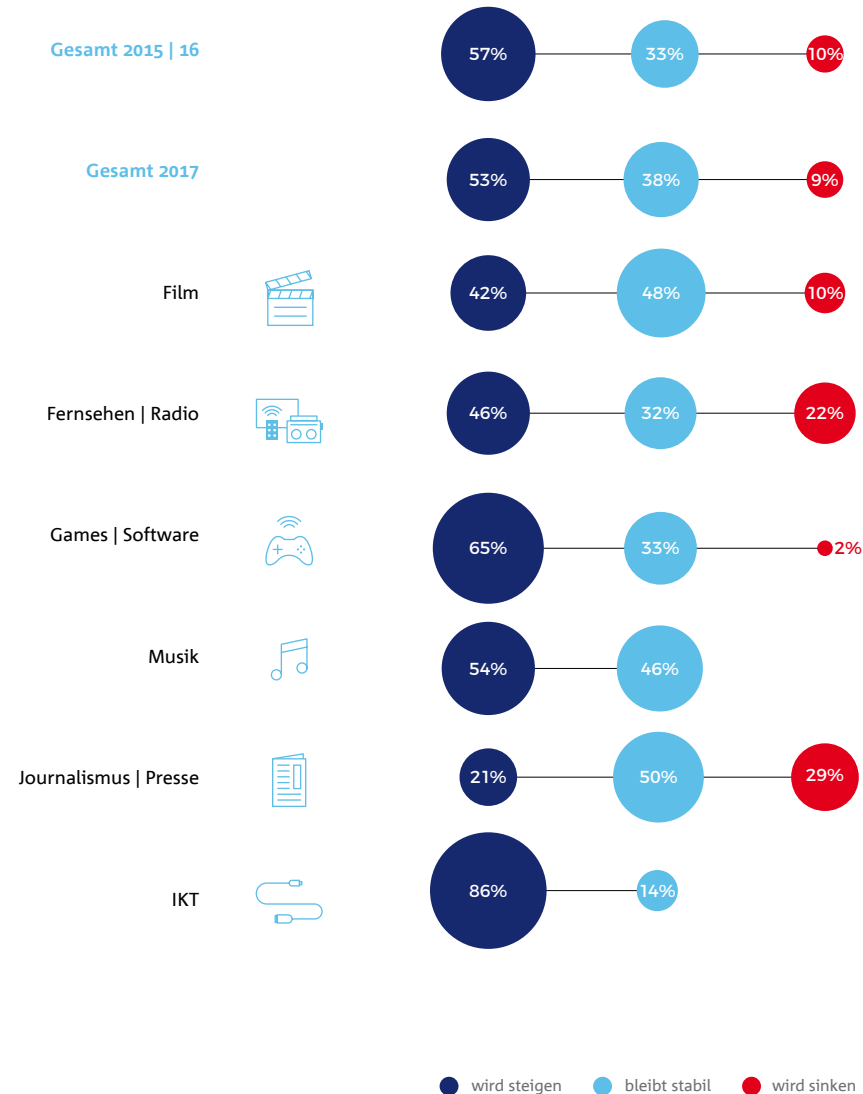 Gesamt 2015 | 16 57% 33% 10%
Gesamt 2017 53% 38% 9%
Film 42% 48% 10%
Fernsehen | Radio 46% 32% 22%
Games | Software 65% 33% 2%
Musik 54% 46%
Journalismus | Presse 21% 50% 29%
IKT 86% 14%
wird steigen bleibt stabil wird sinken